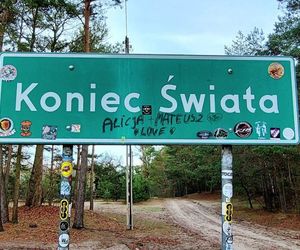 Koniec Świata
ALICJA + MATEUSZ
LOVE